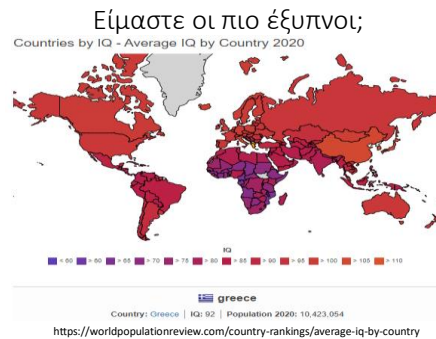 Είμαστε οι πιο έξυπνοι;
Countries by IQ - Average IQ by Country 2020
IQ
> 60 > 60 > 65 > 70 > 75 > 80 > 85 > 90 > 95 > 100 > 105 > 110
greece
Country: Greece | IQ: 92 | Population 2020: 10,423,054
https://worldpopulationreview.com/country-rankings/average-iq-by-country